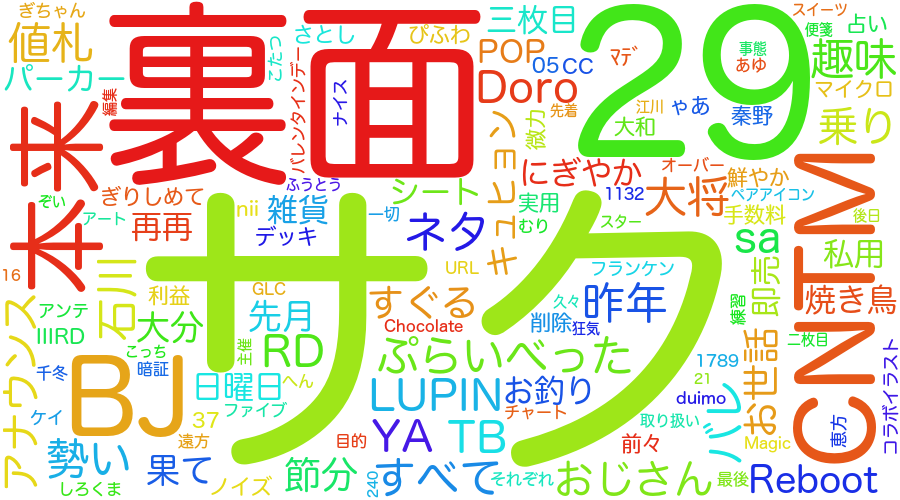 ぎちゃん
値札
パーカー
編集
裏面
こたっ
さとし
バレンタインデー
ナイス
ぴふわ
三枚目
POP
05
CC
Doro
ﾏﾃﾞ
29
江川
先着
ゃあ
大和
事態
あゆ
秦野
スイーツ
便箋
占い
趣味
マイクロ
乗り
本来
ぞい
アート
16
ぎりしめて
再再
nii
雑貨
ふうとう
デッキ
一切
シート
ネタ
URL
キュヒョン
微力
にぎやか
実用
むり
オーバー
1132
大将
スター
鮮やか
ペアアイコン
手数料
sa
CNTM
後日
私用
焼き鳥
サク
アナウンス
アンテ
IIIRD
石川
利益
大分
GLC
先月
こっち
暗証
主催
RD
千冬
BJ
ケイ
日曜日
へん
37
ファイブ
遠方
勢い
しろくま
果て
ノイズ
節分
目的
240
すぐる
Chocolate
ぷらいべった
LUPIN
YA
TB
すべて
それぞれ
フランケン
久々
昨年
削除
狂気
お釣り
チャート
おじさん
前々
取り扱い
duimo
21
1789
バレ
最後
練習
即売
お世話
Magic
Reboot
二枚目
恵方
コラボイラスト